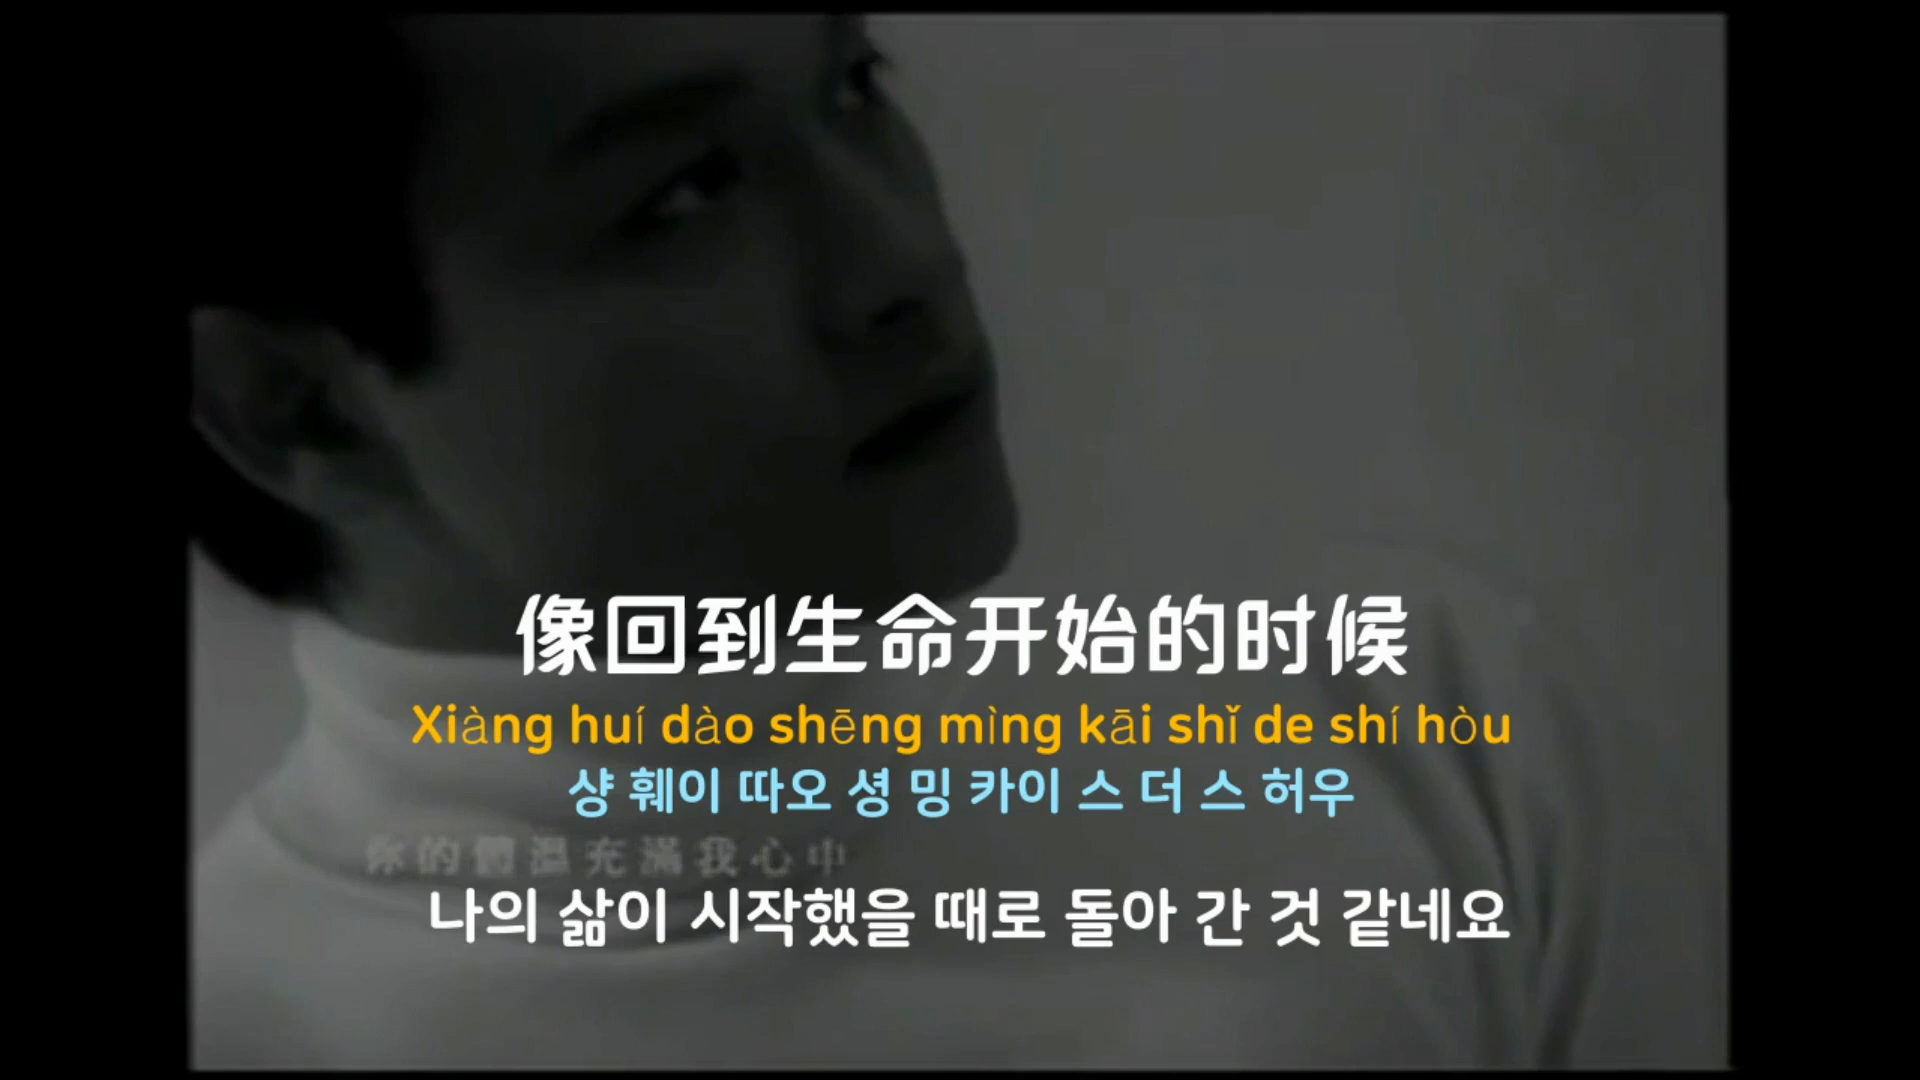 像回到生命开始的时候
Xiàng huí dào shēng mìng kāi shǐ de shí hòu
샹 훼이 따오 셩 밍 카이 스 더 스 허우
你的體溫充滿我心中
나의 삶이 시작했을 때로 돌아 간 것 같네요